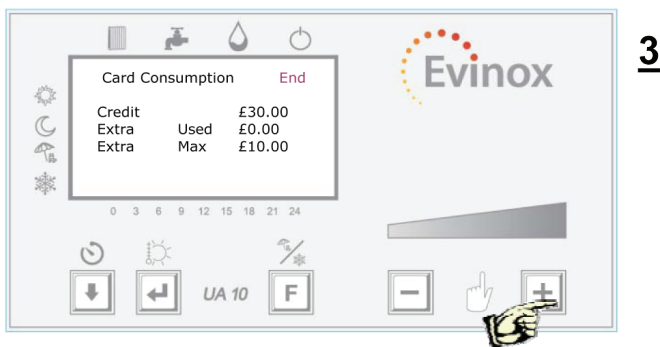 3
Evinox
Card Consumption End
Credit £30.00
Extra Used £0.00
Extra Max £10.00
0 3 6 9 12 15 18 21 24
UA 10 F